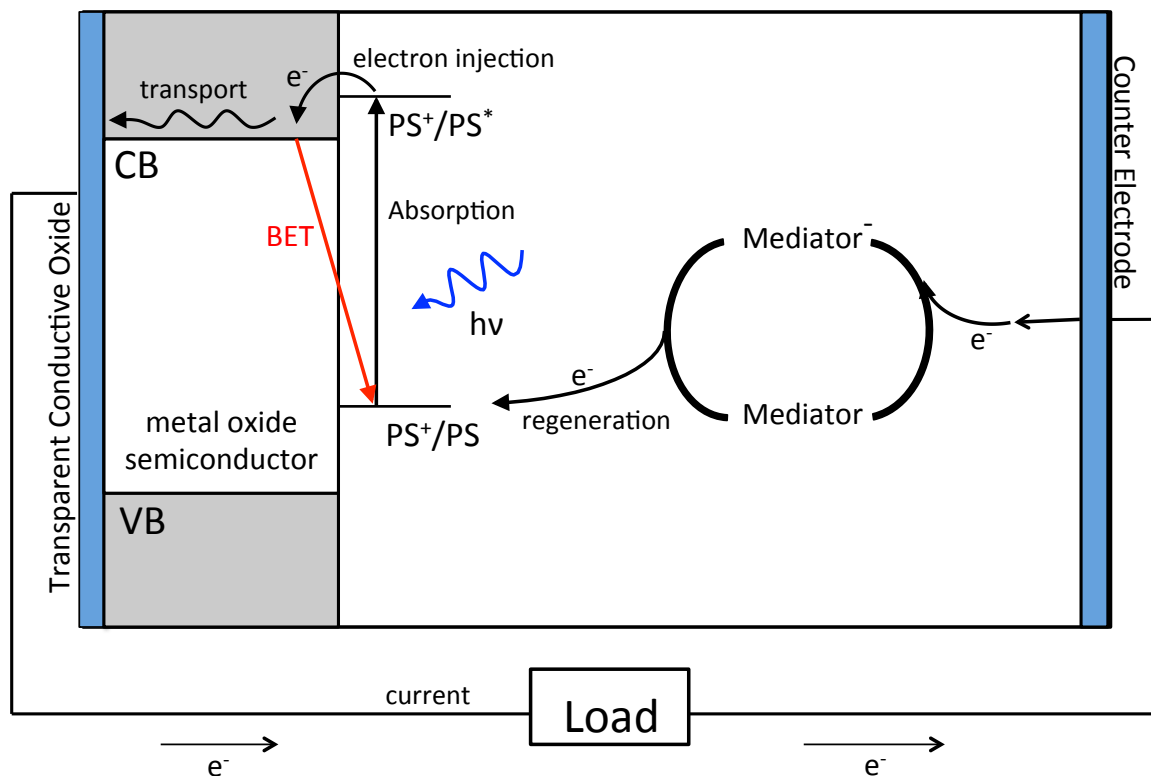 electron injection
e-
transport
PS+/PS*
CB
Absorption
BET
hν
Mediator-
e-
e-
regeneration
Mediator
PS+/PS
metal oxide
semiconductor
VB
Transparent Conductive Oxide
Counter Electrode
current
Load
e-
e-